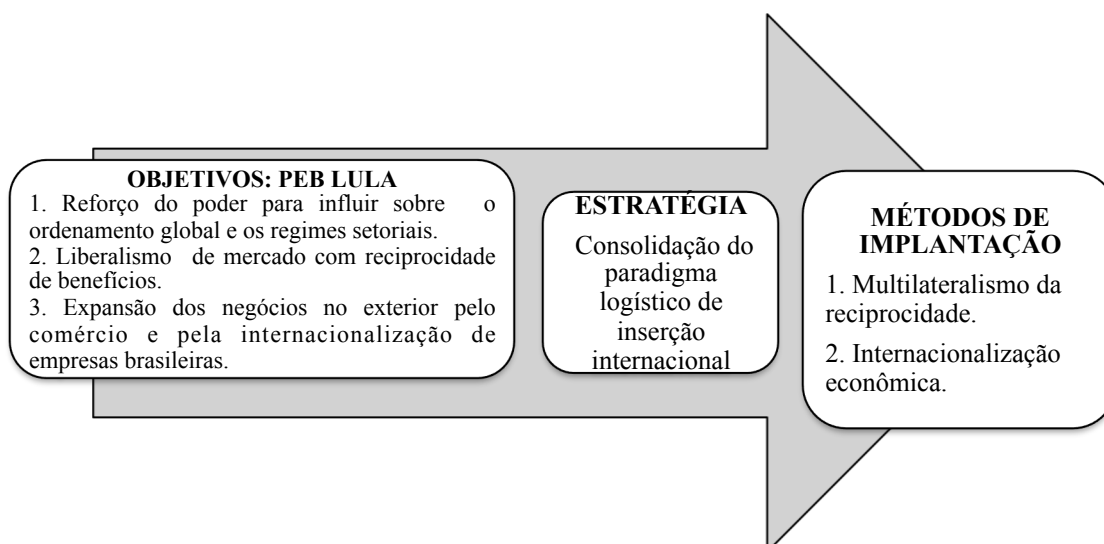 OBJETIVOS: PEB LULA
1. Reforço do poder para influir sobre o
ordenamento global e os regimes setoriais.
2. Liberalismo de mercado com reciprocidade
de benefícios.
3. Expansão dos negócios no exterior pelo
comércio e pela internacionalização de
empresas brasileiras.
ESTRATÉGIA
Consolidação do
paradigma
logístico de
inserção
internacional
MÉTODOS DE
IMPLANTAÇÃO
1. Multilateralismo da
reciprocidade.
2. Internacionalização
econômica.